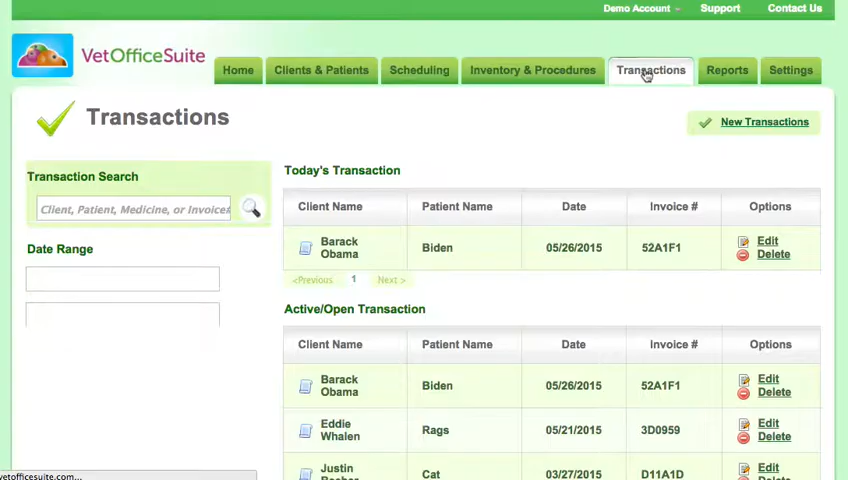 Demo Account Support Contact Us
VetOfficeSuite
Home Clients & Patients Scheduling Inventory & Procedures Transactions Reports Settings
Transactions
New Transactions
Transaction Search
Client, Patient, Medicine, or Invoice#
Date Range
Today's Transaction
Client Name Patient Name Date Invoice # Options
Barack Obama Biden 05/26/2015 52A1F1 Edit Delete
<Previous 1 Next >
Active/Open Transaction
Client Name Patient Name Date Invoice # Options
Barack Obama Biden 05/26/2015 52A1F1 Edit Delete
Eddie Whalen Rags 05/21/2015 3D0959 Edit Delete
Justin Cat 03/27/2015 D11A1D Edit
vetofficesuite.com...